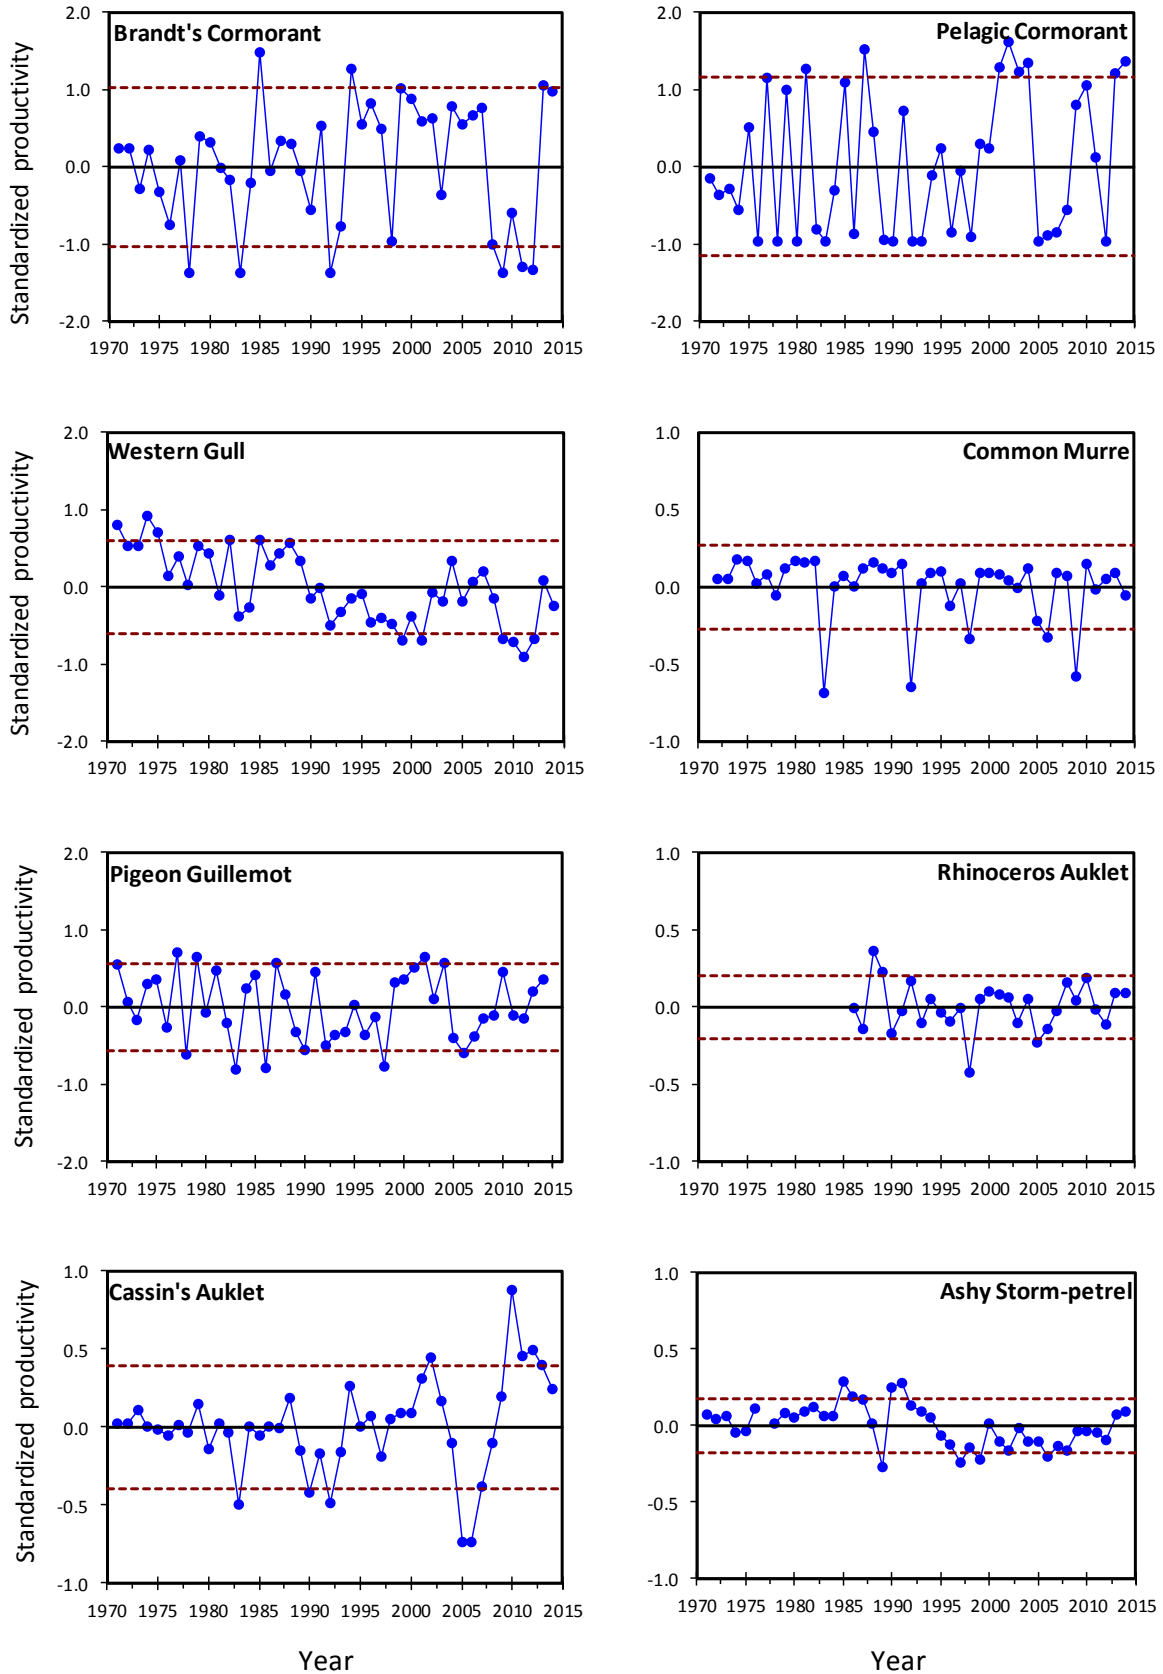 Brandt's Cormorant
Standardized productivity
2.0
1.0
0.0
-1.0
-2.0
1970 1975 1980 1985 1990 1995 2000 2005 2010 2015
Pelagic Cormorant
2.0
1.0
0.0
-1.0
-2.0
1970 1975 1980 1985 1990 1995 2000 2005 2010 2015
Western Gull
Standardized productivity
2.0
1.0
0.0
-1.0
-2.0
1970 1975 1980 1985 1990 1995 2000 2005 2010 2015
Common Murre
1.0
0.5
0.0
-0.5
-1.0
1970 1975 1980 1985 1990 1995 2000 2005 2010 2015
Pigeon Guillemot
Standardized productivity
2.0
1.0
0.0
-1.0
-2.0
1970 1975 1980 1985 1990 1995 2000 2005 2010 2015
Rhinoceros Auklet
1.0
0.5
0.0
-0.5
-1.0
1970 1975 1980 1985 1990 1995 2000 2005 2010 2015
Cassin's Auklet
Standardized productivity
1.0
0.5
0.0
-0.5
-1.0
1970 1975 1980 1985 1990 1995 2000 2005 2010 2015
Year
Ashy Storm-petrel
1.0
0.5
0.0
-0.5
-1.0
1970 1975 1980 1985 1990 1995 2000 2005 2010 2015
Year